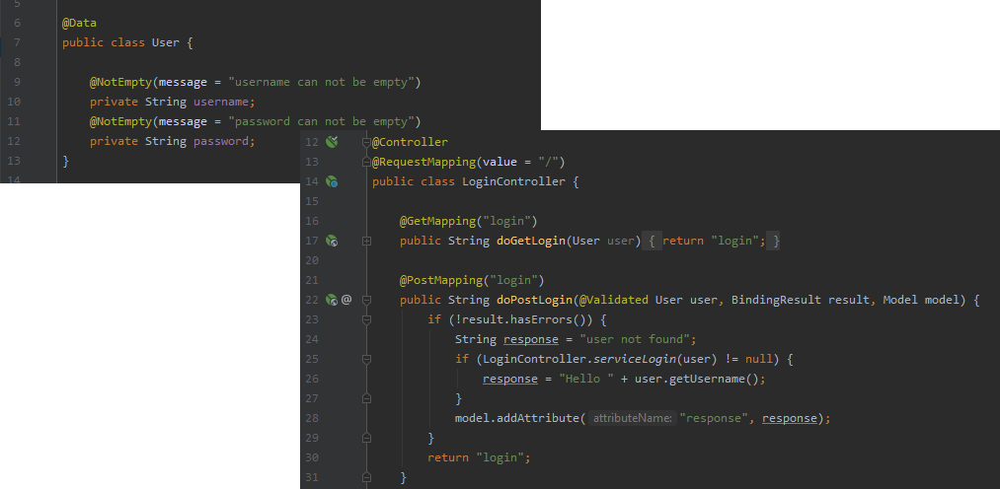 5
6 @Data
7 public class User {
8
9 @NotEmpty(message = "username can not be empty")
10 private String username;
11 @NotEmpty(message = "password can not be empty")
12 private String password;
13 }
14
12 @Controller
13 @RequestMapping(value = "/")
14 public class LoginController {
15
16 @GetMapping("login")
17 public String doGetLogin(User user) { return "login"; }
20
21 @PostMapping("login")
22 @ public String doPostLogin(@Validated User user, BindingResult result, Model model) {
23 if (!result.hasErrors()) {
24 String response = "user not found";
25 if (LoginController.serviceLogin(user) != null) {
26 response = "Hello " + user.getUsername();
27 }
28 model.addAttribute( attributeName: "response", response);
29 }
30 return "login";
31 }